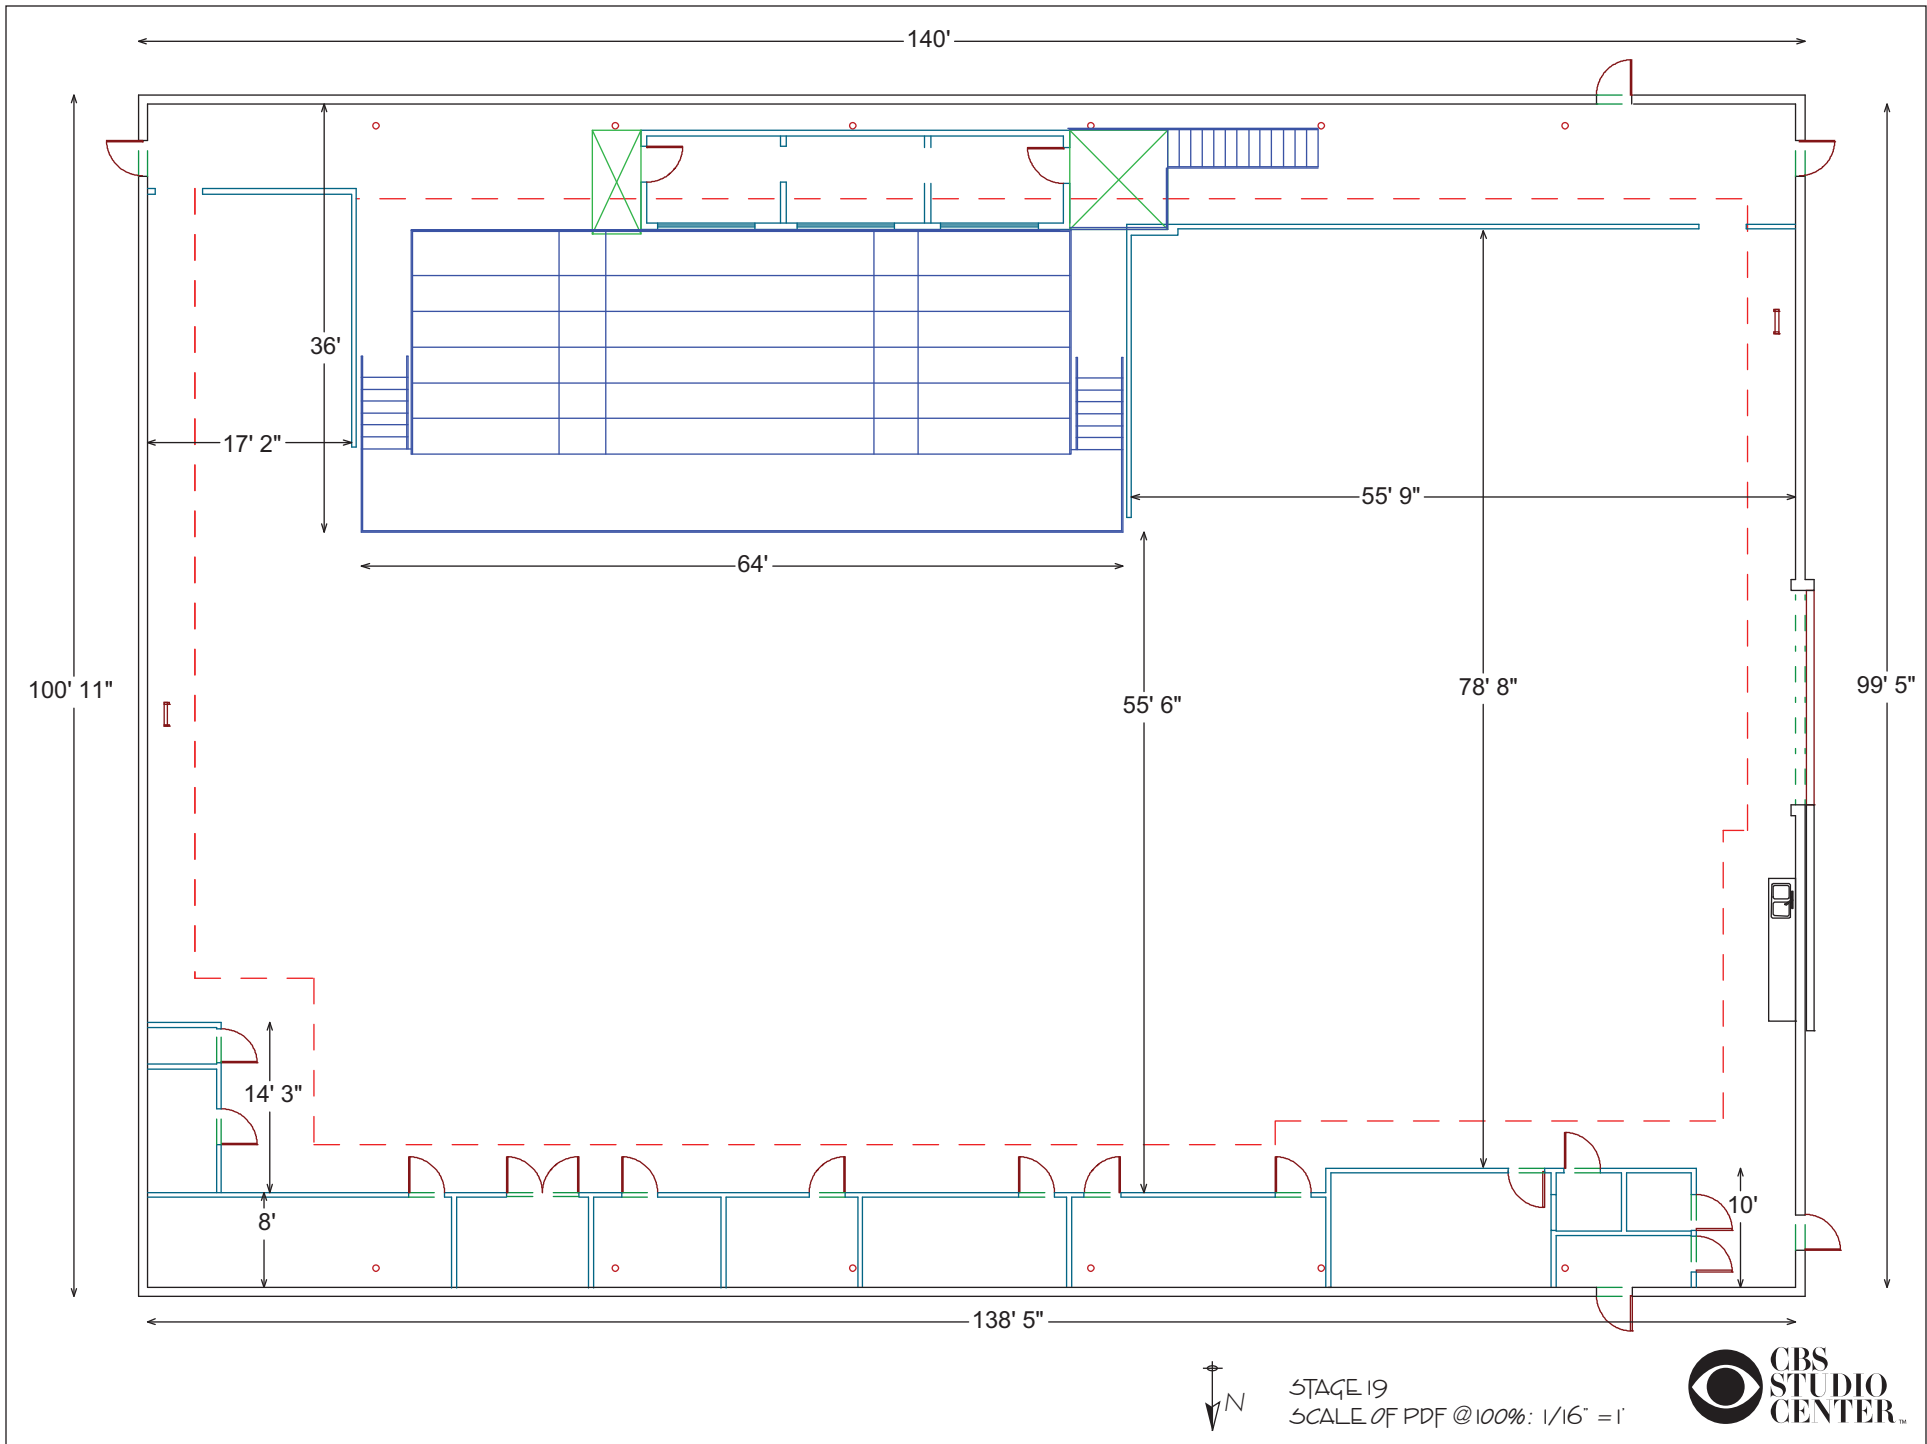 140'
36'
17' 2"
55' 9"
64'
100' 11"
55' 6"
78' 8"
99' 5"
14' 3"
8'
10'
138' 5"
N
STAGE 19
SCALE OF PDF @ 100%: 1/16" = 1'
CBS
STUDIO
CENTER™